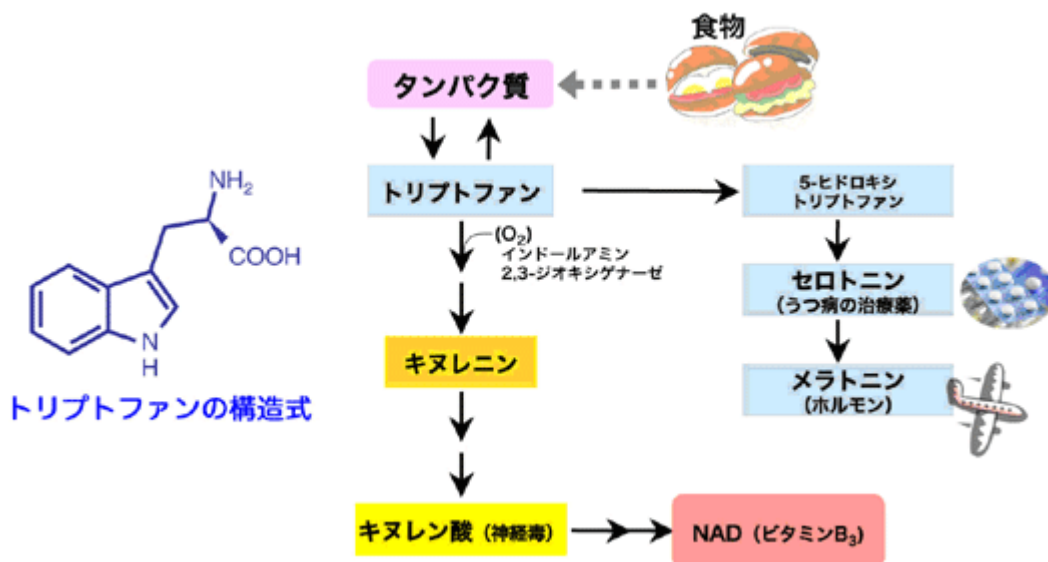 食物
タンパク質
NH₂
COOH
N
H
トリプトファンの構造式
トリプトファン
(O₂)
インドールアミン
2,3-ジオキシゲナーゼ
キヌレニン
キヌレン酸（神経毒）
NAD（ビタミンB₃）
5-ヒドロキシ
トリプトファン
セロトニン
（うつ病の治療薬）
メラトニン
（ホルモン）